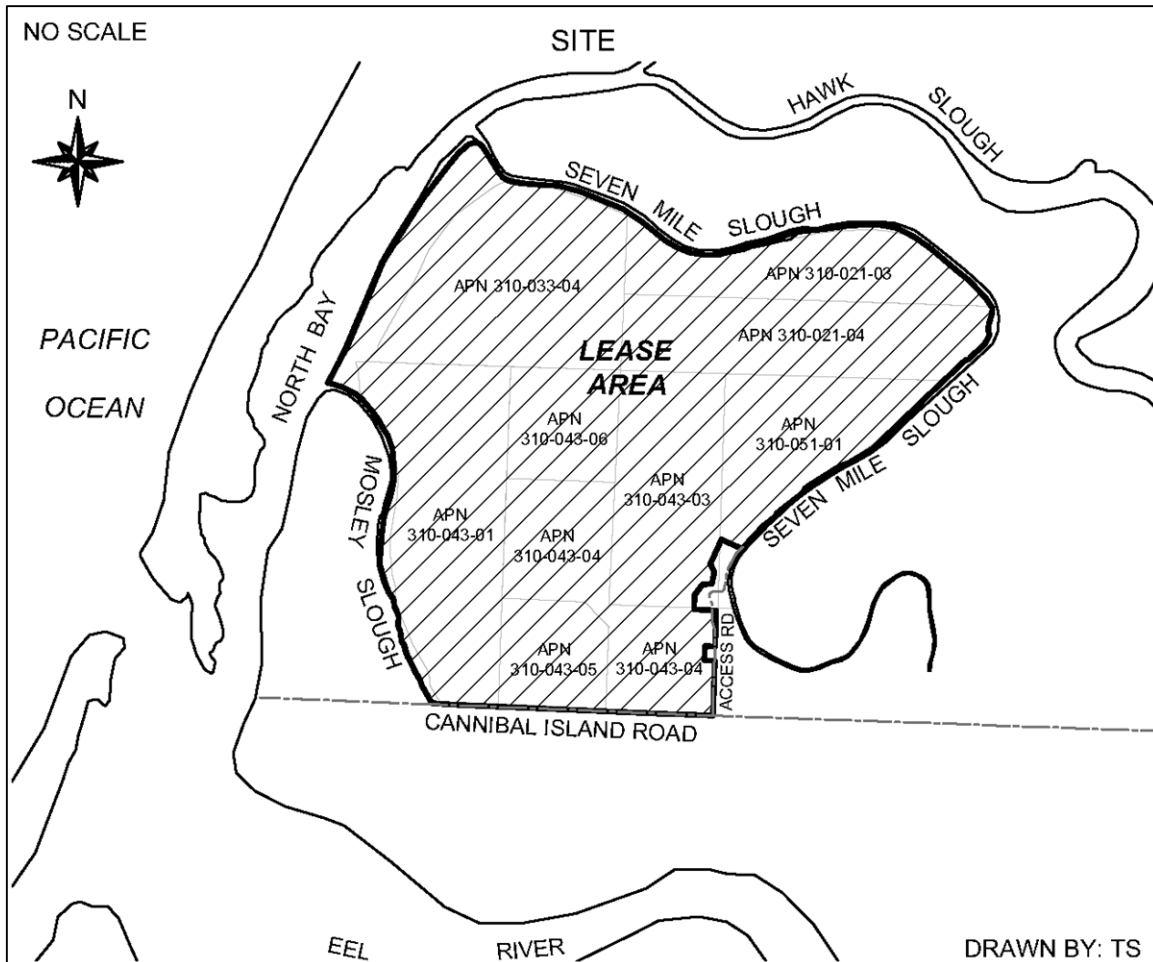 NO SCALE
SITE
N
HAWK SLOUGH
SEVEN MILE SLOUGH
APN 310-033-04
APN 310-021-03
APN 310-021-04
PACIFIC
OCEAN
NORTH BAY
LEASE
AREA
APN
310-043-06
APN
310-051-01
SEVEN MILE SLOUGH
APN
310-043-03
MOSLEY SLOUGH
APN
310-043-01
APN
310-043-04
APN
310-043-05
APN
310-043-04
ACCESS RD
CANNIBAL ISLAND ROAD
EEL RIVER
DRAWN BY: TS